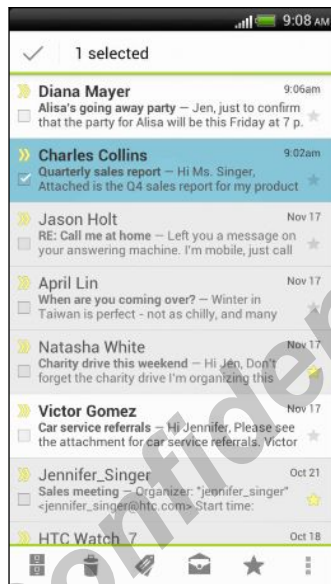 9:08 AM
1 selected
Diana Mayer 9:06am
Alisa's going away party – Jen, just to confirm
that the party for Alisa will be this Friday at 7 p.
Charles Collins 9:02am
Quarterly sales report – Hi Ms. Singer,
Attached is the Q4 sales report for my product
Jason Holt Nov 17
RE: Call me at home – Left you a message on
your answering machine. I'm mobile, just call
April Lin Nov 17
When are you coming over? – Winter in
Taiwan is perfect - not as chilly, and many
Natasha White Nov 17
Charity drive this weekend – Hi Jen, Don't
forget the charity drive I'm organizing this
Victor Gomez Nov 17
Car service referrals – Hi Jennifer, Please see
the attachment for car service referrals. Victor
Jennifer_Singer Oct 21
Sales meeting – Organizer: "jennifer_singer"
<jennifer_singer@htc.com> Start time:
HTC Watch 7 Oct 18